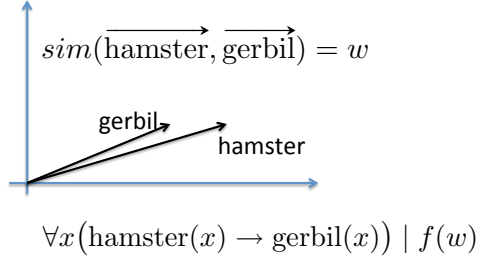 sim(hamster, gerbil) = w
gerbil
hamster
∀x(hamster(x) → gerbil(x)) | f(w)